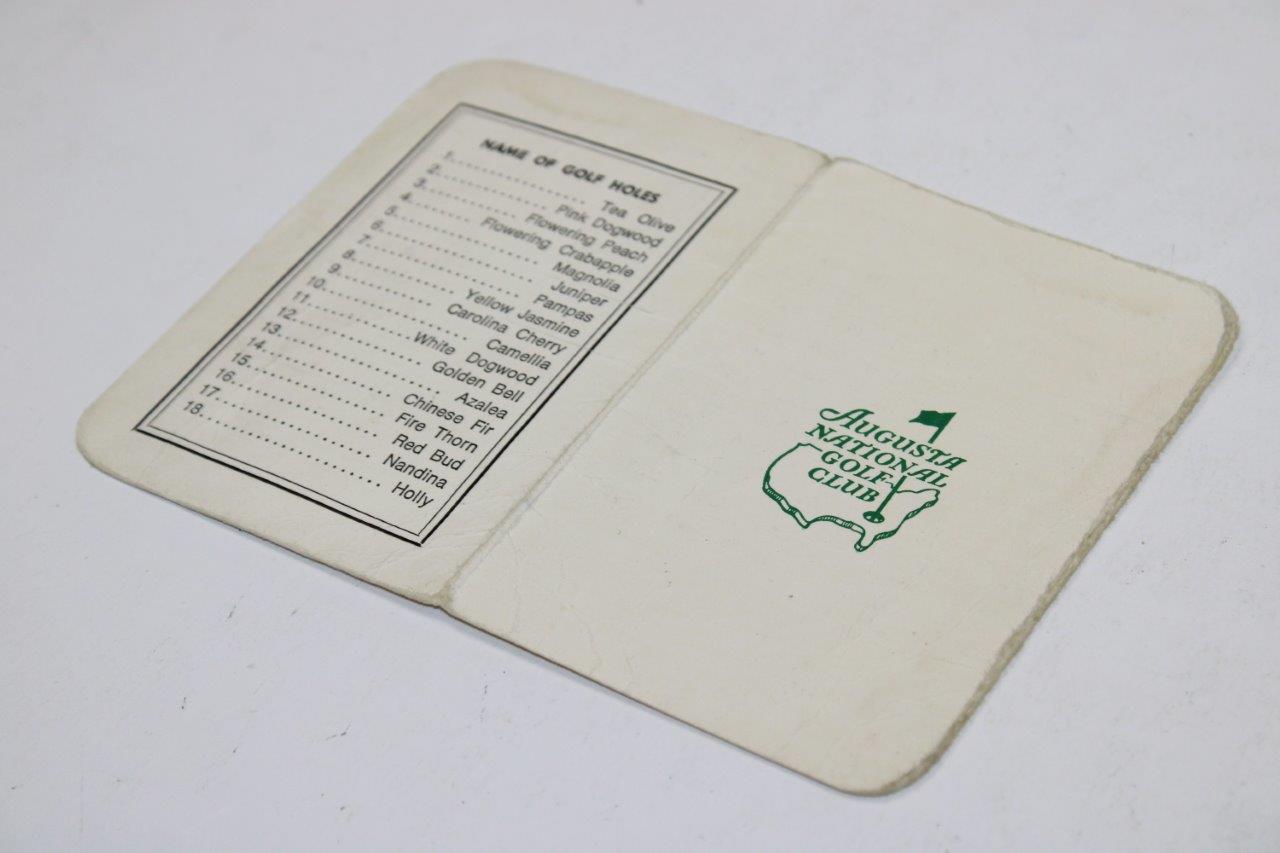 NAME OF GOLF HOLES
1.................. Tea Olive
2............... Pink Dogwood
3............ Flowering Peach
4......... Flowering Crabapple
5.................. Magnolia
6................... Juniper
7................... Pampas
8............ Yellow Jasmine
9............ Carolina Cherry
10.................. Camellia
11............ White Dogwood
12............... Golden Bell
13.................. Azalea
14............... Chinese Fir
15............... Fire Thorn
16.................. Red Bud
17.................. Nandina
18.................... Holly
AUGUSTA
NATIONAL
GOLF
CLUB